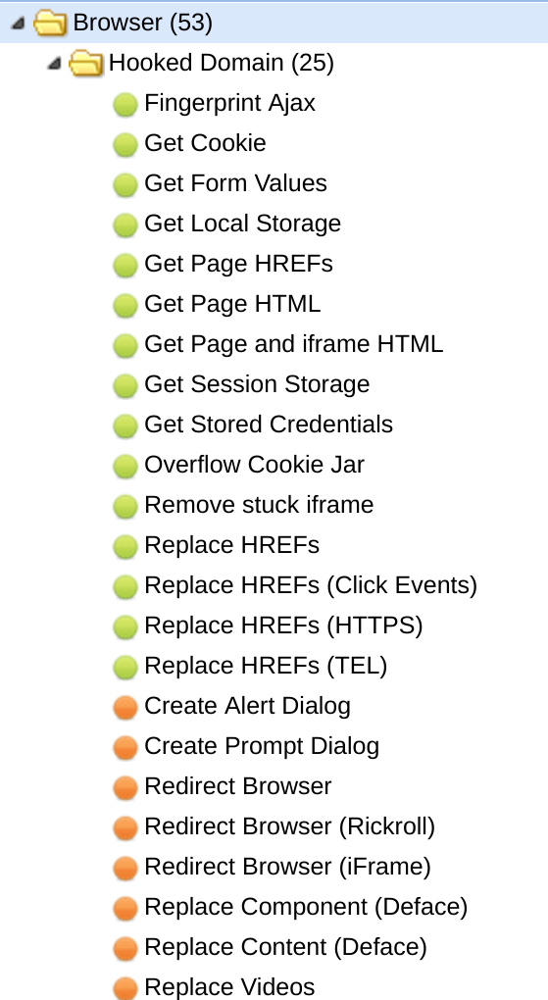 Browser (53)
Hooked Domain (25)
Fingerprint Ajax
Get Cookie
Get Form Values
Get Local Storage
Get Page HREFs
Get Page HTML
Get Page and iframe HTML
Get Session Storage
Get Stored Credentials
Overflow Cookie Jar
Remove stuck iframe
Replace HREFs
Replace HREFs (Click Events)
Replace HREFs (HTTPS)
Replace HREFs (TEL)
Create Alert Dialog
Create Prompt Dialog
Redirect Browser
Redirect Browser (Rickroll)
Redirect Browser (iFrame)
Replace Component (Deface)
Replace Content (Deface)
Replace Videos